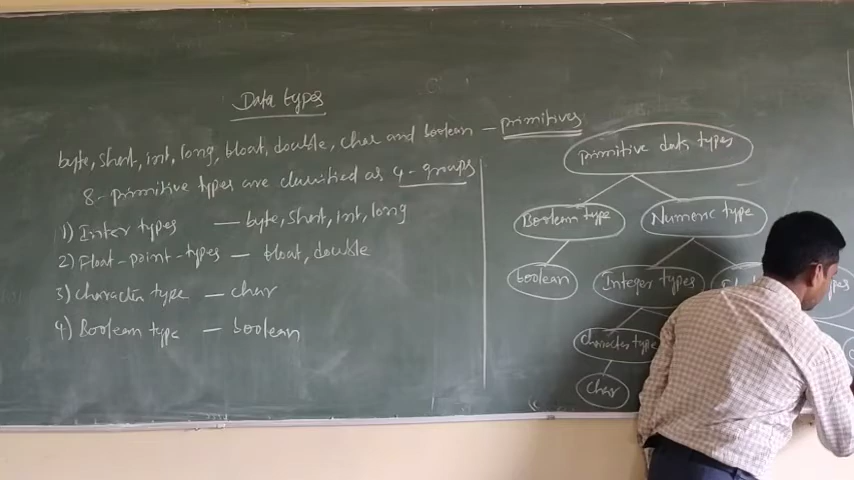 Data types
byte, short, int, long, float, double, char and boolean - primitives
8- primitive types are classified as 4-groups
1) Inter types - byte, short, int, long
2) Float-point-types - float, double
3) character type - char
4) Boolean type - boolean
primitive data types
Boolean type
Numeric type
boolean
Integer types
character type
char